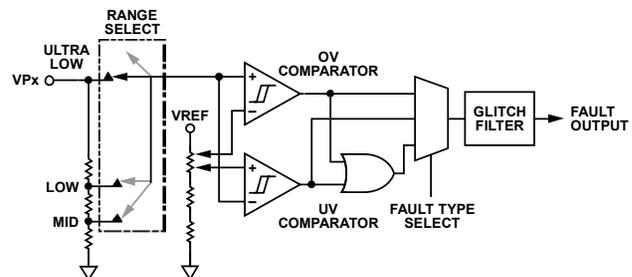 RANGE
SELECT
ULTRA
LOW
VPx
LOW
MID
VREF
+
−
+
−
OV
COMPARATOR
UV
COMPARATOR
FAULT TYPE
SELECT
GLITCH
FILTER
FAULT
OUTPUT